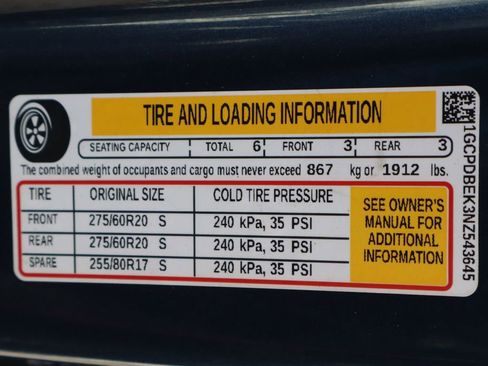 TIRE AND LOADING INFORMATION
SEATING CAPACITY TOTAL 6 FRONT 3 REAR 3
The combined weight of occupants and cargo must never exceed 867 kg or 1912 lbs.
TIRE ORIGINAL SIZE COLD TIRE PRESSURE
FRONT 275/60R20 S 240 kPa, 35 PSI
REAR 275/60R20 S 240 kPa, 35 PSI
SPARE 255/80R17 S 240 kPa, 35 PSI
SEE OWNER'S
MANUAL FOR
ADDITIONAL
INFORMATION
1GCPDBEK3NZ543645